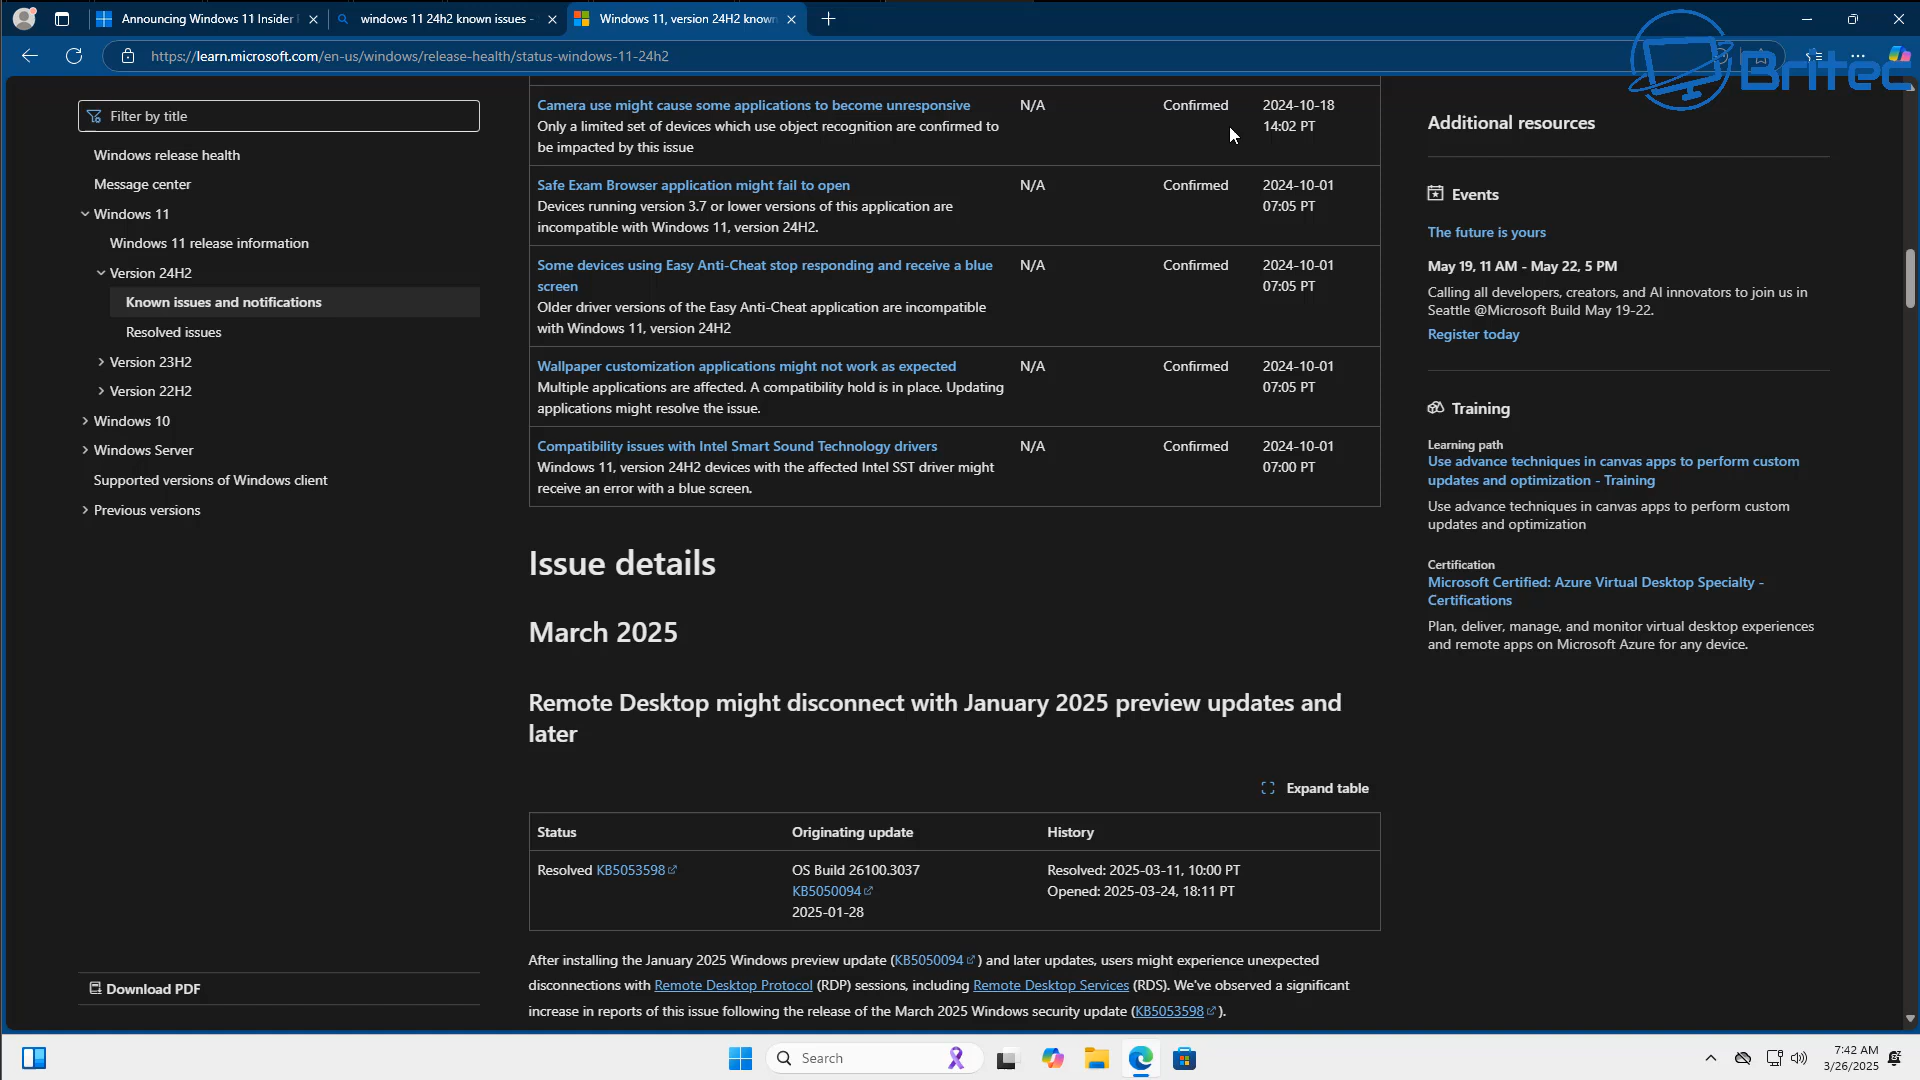 Announcing Windows 11 Insider
windows 11 24h2 known issues -
Windows 11, version 24H2 known
https://learn.microsoft.com/en-us/windows/release-health/status-windows-11-24h2
Britec
Filter by title
Windows release health
Message center
Windows 11
Windows 11 release information
Version 24H2
Known issues and notifications
Resolved issues
Version 23H2
Version 22H2
Windows 10
Windows Server
Supported versions of Windows client
Previous versions
Download PDF
Camera use might cause some applications to become unresponsive N/A Confirmed 2024-10-18
Only a limited set of devices which use object recognition are confirmed to 14:02 PT
be impacted by this issue
Safe Exam Browser application might fail to open N/A Confirmed 2024-10-01
Devices running version 3.7 or lower versions of this application are 07:05 PT
incompatible with Windows 11, version 24H2.
Some devices using Easy Anti-Cheat stop responding and receive a blue N/A Confirmed 2024-10-01
screen 07:05 PT
Older driver versions of the Easy Anti-Cheat application are incompatible
with Windows 11, version 24H2
Wallpaper customization applications might not work as expected N/A Confirmed 2024-10-01
Multiple applications are affected. A compatibility hold is in place. Updating 07:05 PT
applications might resolve the issue.
Compatibility issues with Intel Smart Sound Technology drivers N/A Confirmed 2024-10-01
Windows 11, version 24H2 devices with the affected Intel SST driver might 07:00 PT
receive an error with a blue screen.
Issue details
March 2025
Remote Desktop might disconnect with January 2025 preview updates and
later
Expand table
Status Originating update History
Resolved KB5053598 OS Build 26100.3037 Resolved: 2025-03-11, 10:00 PT
KB5050094 Opened: 2025-03-24, 18:11 PT
2025-01-28
After installing the January 2025 Windows preview update (KB5050094) and later updates, users might experience unexpected
disconnections with Remote Desktop Protocol (RDP) sessions, including Remote Desktop Services (RDS). We've observed a significant
increase in reports of this issue following the release of the March 2025 Windows security update (KB5053598).
Additional resources
Events
The future is yours
May 19, 11 AM - May 22, 5 PM
Calling all developers, creators, and AI innovators to join us in
Seattle @Microsoft Build May 19-22.
Register today
Training
Learning path
Use advance techniques in canvas apps to perform custom
updates and optimization - Training
Use advance techniques in canvas apps to perform custom
updates and optimization
Certification
Microsoft Certified: Azure Virtual Desktop Specialty -
Certifications
Plan, deliver, manage, and monitor virtual desktop experiences
and remote apps on Microsoft Azure for any device.
Search
7:42 AM
3/26/2025